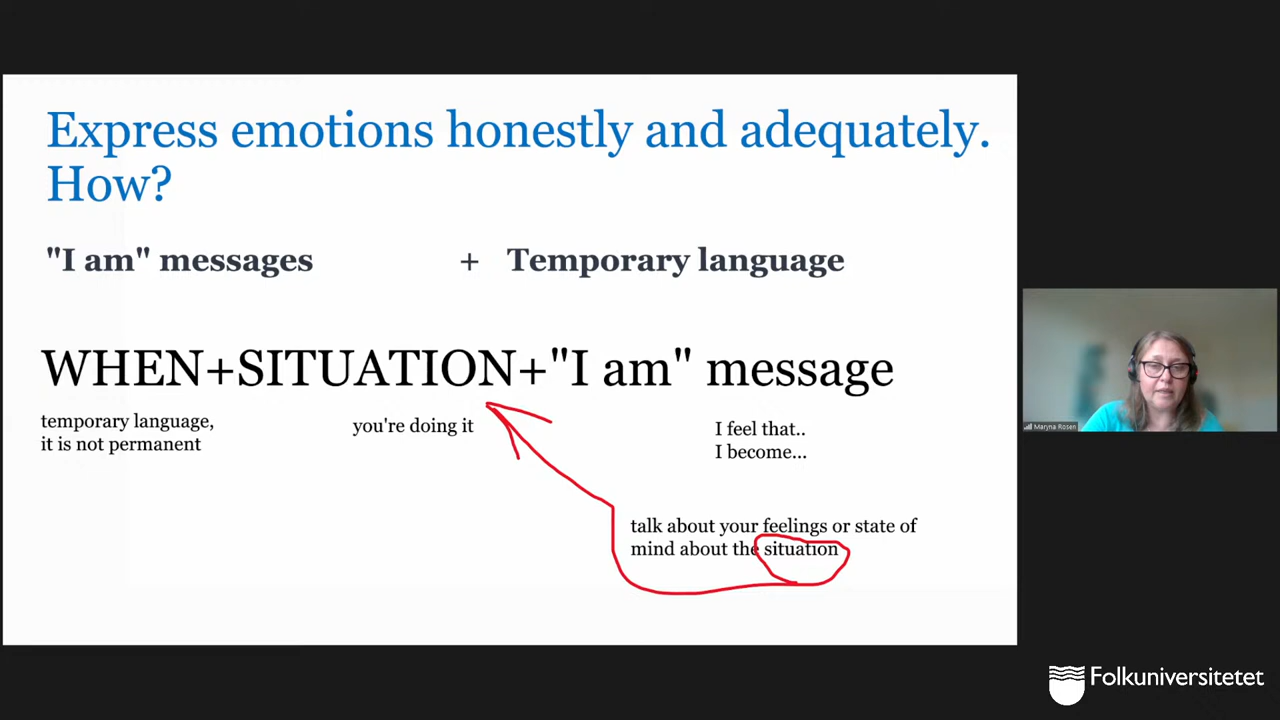 Express emotions honestly and adequately.
How?
"I am" messages + Temporary language
WHEN+SITUATION+"I am" message
temporary language,
it is not permanent
you're doing it
I feel that..
I become...
talk about your feelings or state of
mind about the situation
Maryna Rosen
Folkuniversitetet